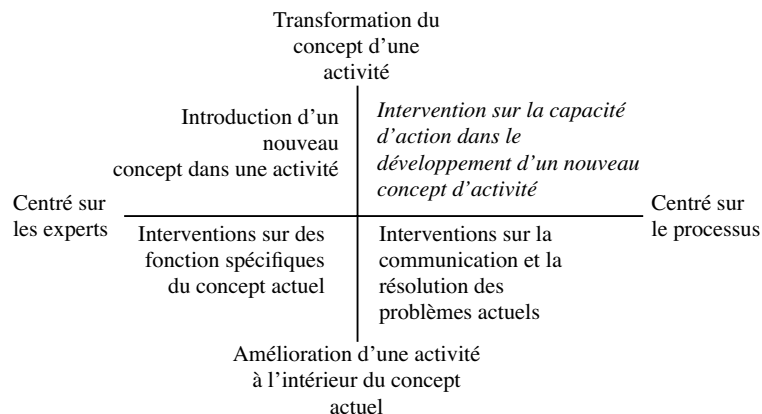 Transformation du
concept d'une
activité
Introduction d'un
nouveau
concept dans une activité
Intervention sur la capacité
d'action dans le
développement d'un nouveau
concept d'activité
Centré sur
les experts
Centré sur
le processus
Interventions sur des
fonction spécifiques
du concept actuel
Interventions sur la
communication et la
résolution des
problèmes actuels
Amélioration d'une activité
à l'intérieur du concept
actuel